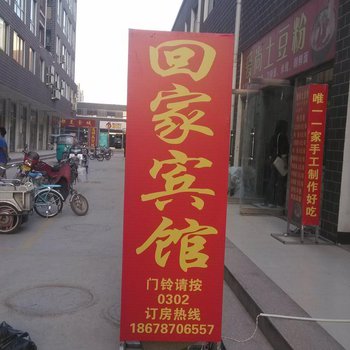 回家宾馆
门铃请按
0302
订房热线
18678706557
尚土豆粉
唯一一家手工制作好吃